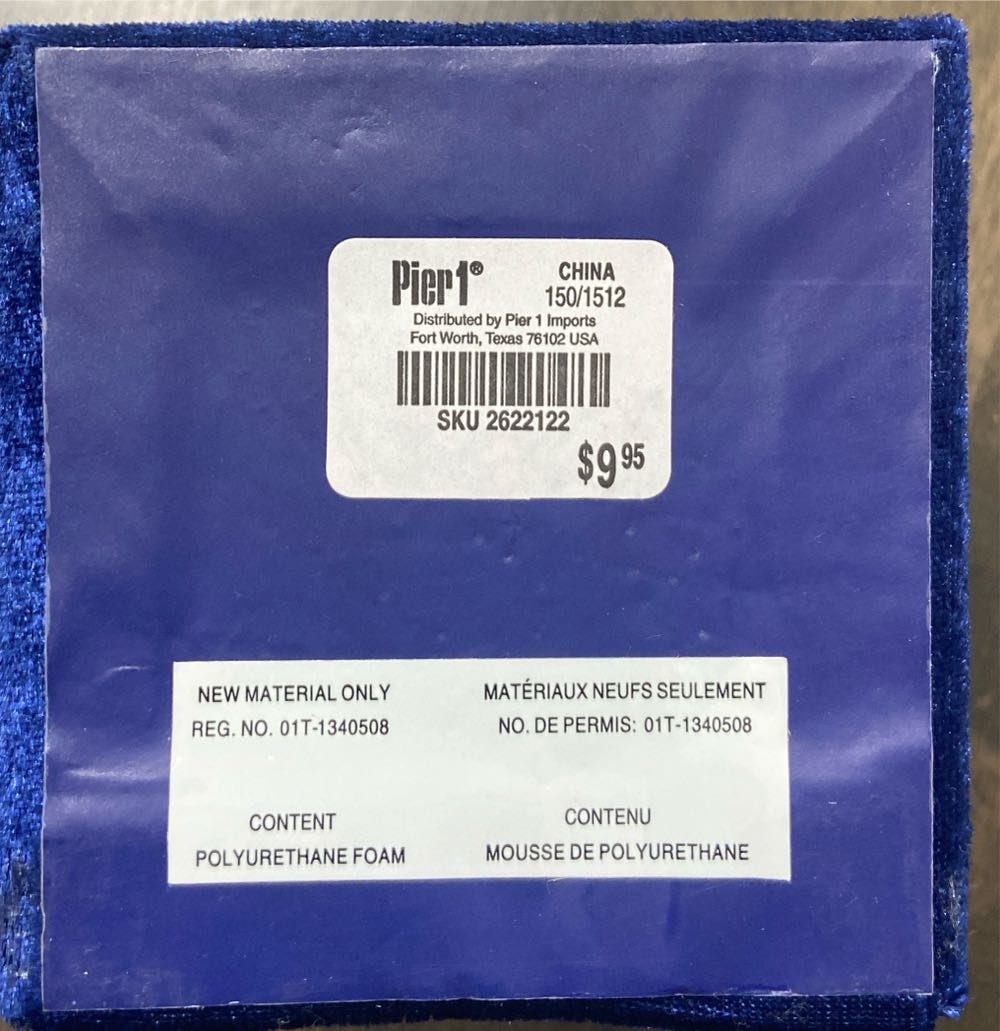 Pier1® CHINA
150/1512
Distributed by Pier 1 Imports
Fort Worth, Texas 76102 USA
SKU 2622122
$9 95
NEW MATERIAL ONLY
REG. NO. 01T-1340508
CONTENT
POLYURETHANE FOAM
MATÉRIAUX NEUFS SEULEMENT
NO. DE PERMIS: 01T-1340508
CONTENU
MOUSSE DE POLYURETHANE